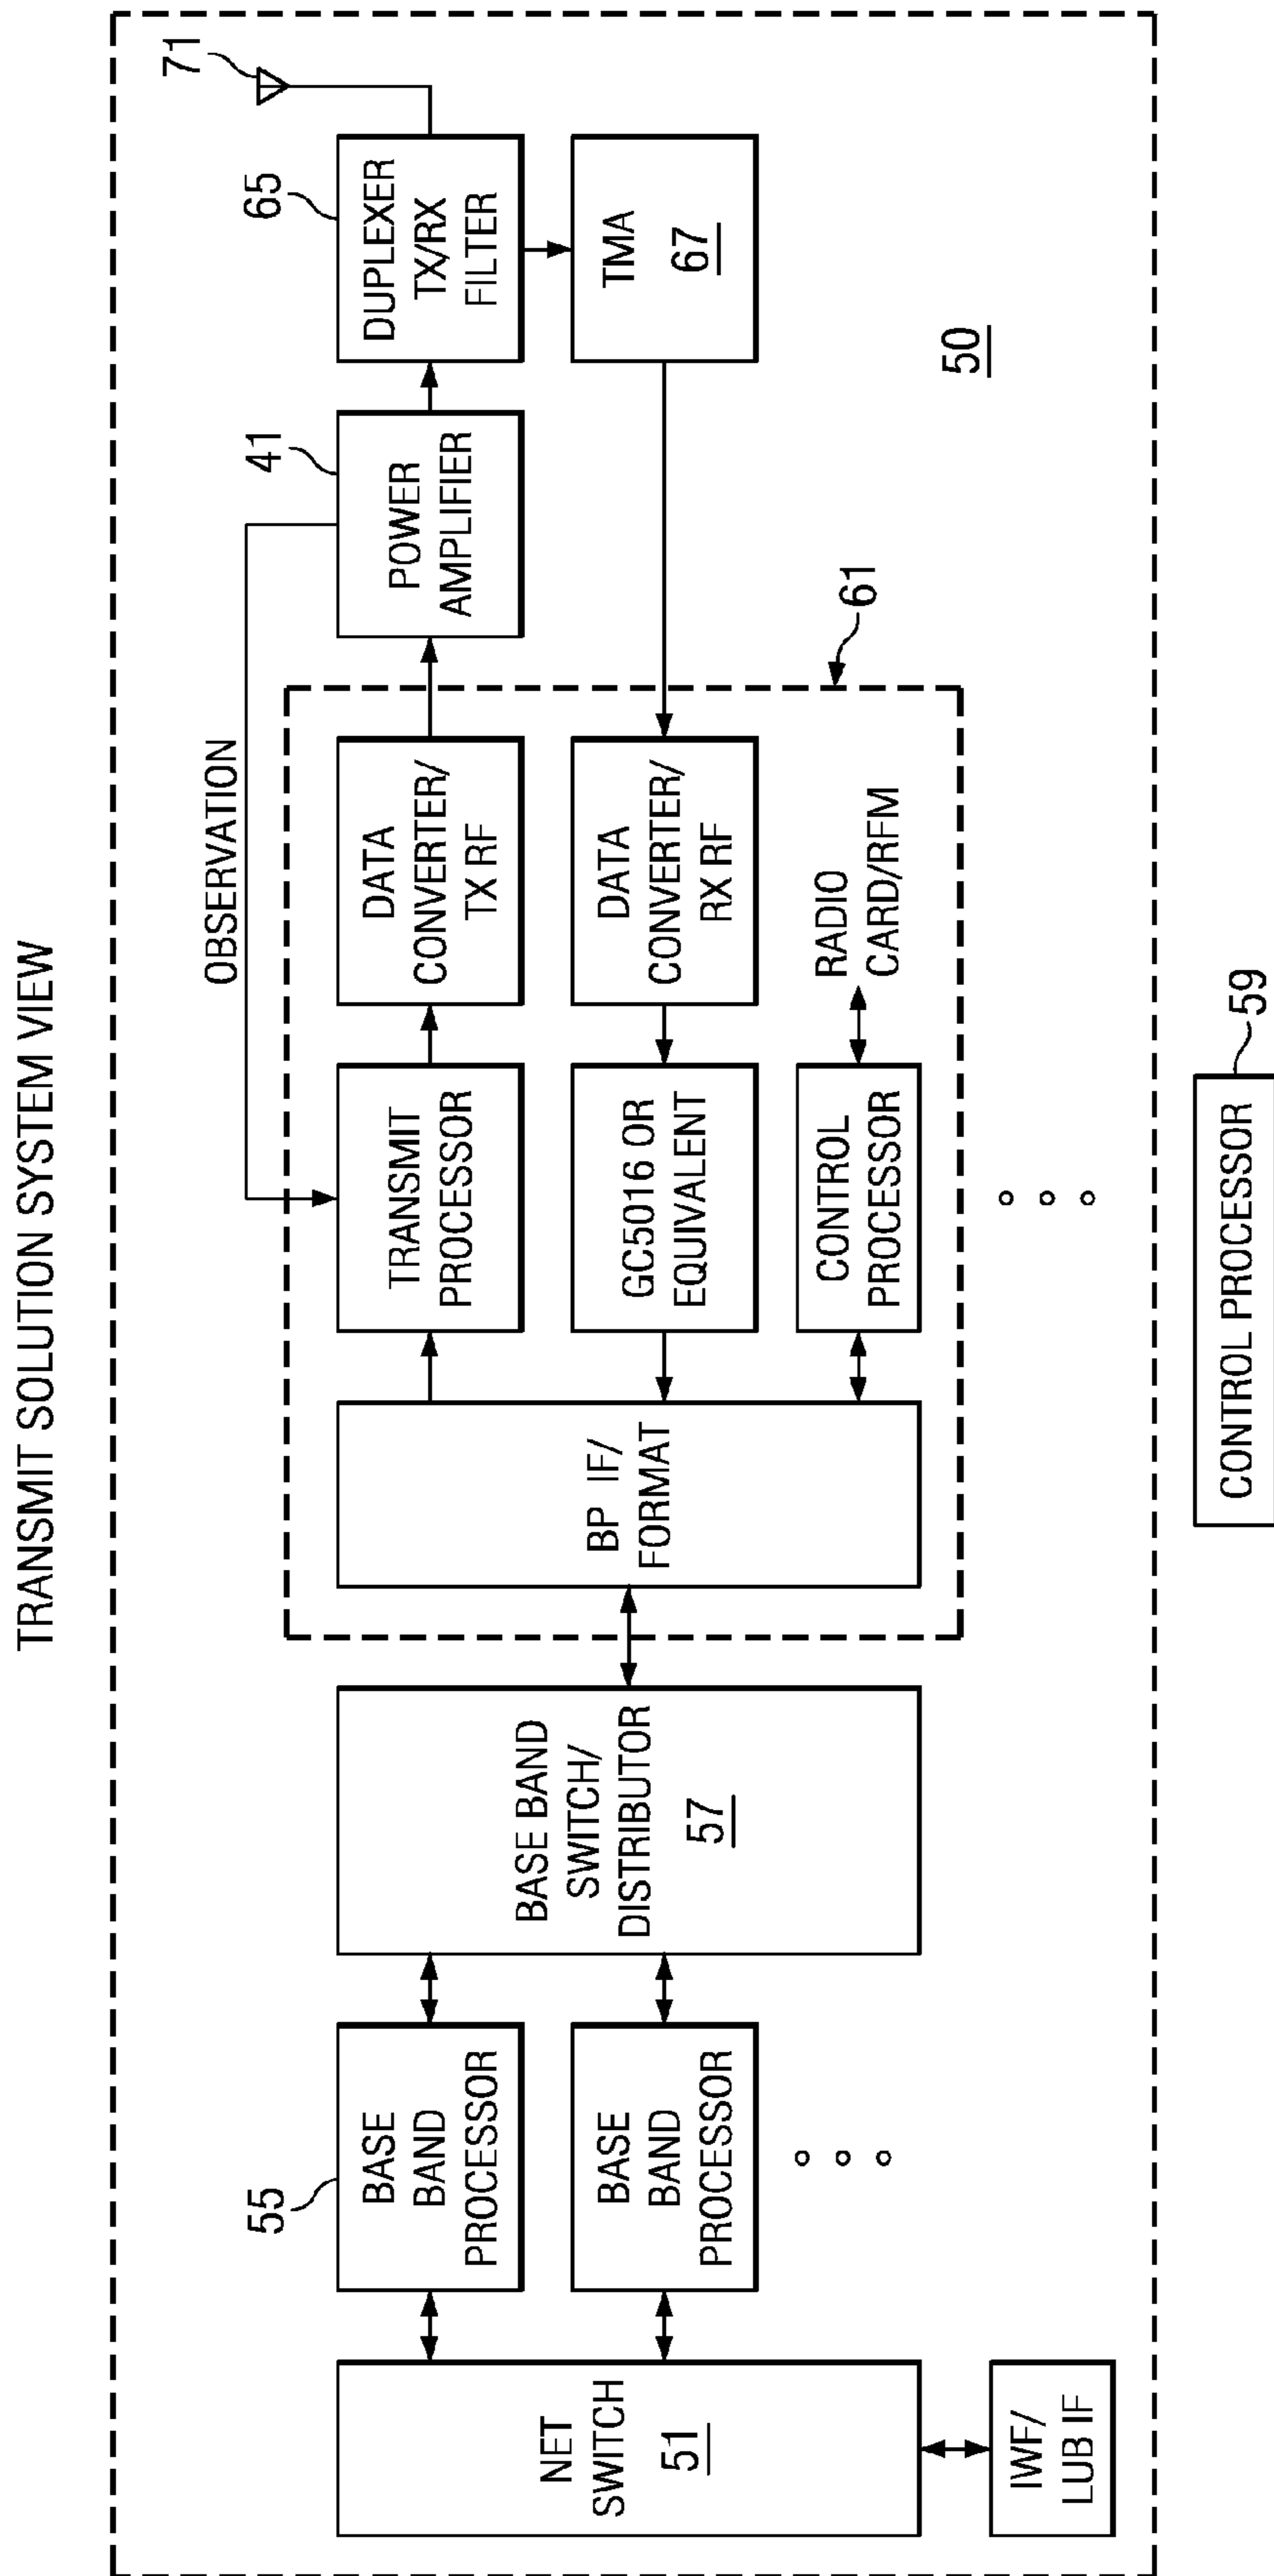 TRANSMIT SOLUTION SYSTEM VIEW
NET
SWITCH
51
IWF/
LUB IF
55
BASE
BAND
PROCESSOR
BASE
BAND
PROCESSOR
BASE BAND
SWITCH/
DISTRIBUTOR
57
BP IF/
FORMAT
OBSERVATION
TRANSMIT
PROCESSOR
GC5016 OR
EQUIVALENT
CONTROL
PROCESSOR
DATA
CONVERTER/
TX RF
DATA
CONVERTER/
RX RF
RADIO
CARD/RFM
61
41
POWER
AMPLIFIER
65
DUPLEXER
TX/RX
FILTER
TMA
67
71
50
CONTROL PROCESSOR
59